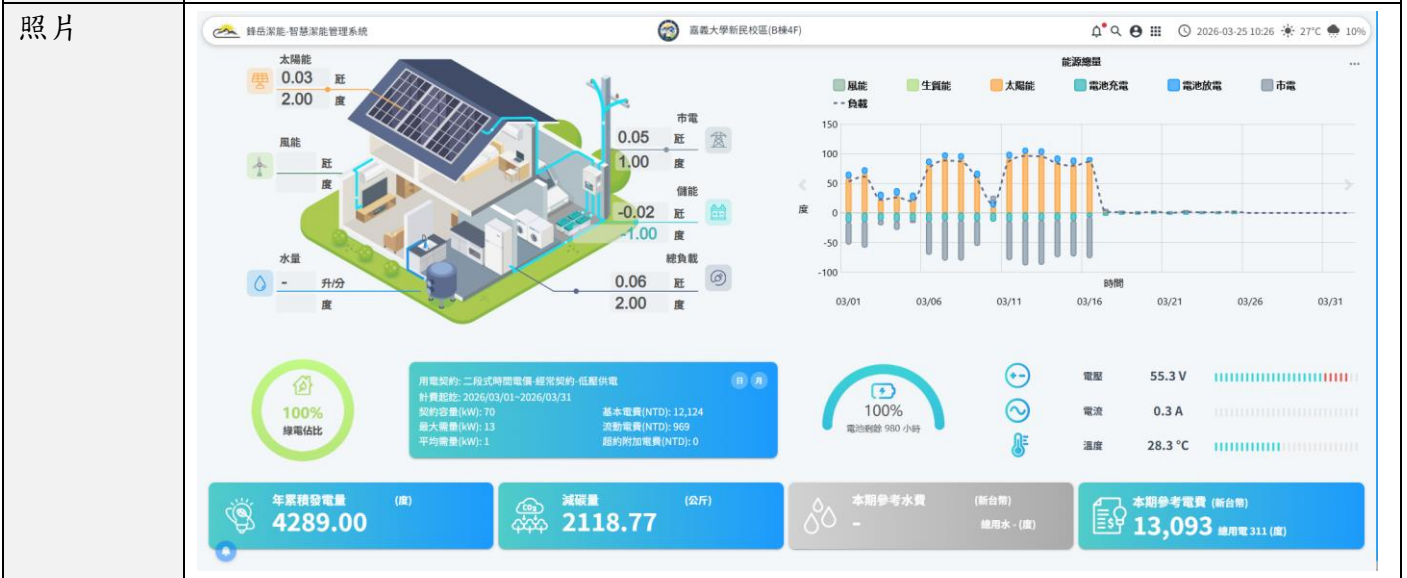 照片
鋒岳潔能-智慧潔能管理系統
嘉義大學新民校區(B棟4F)
2026-03-25 10:26
27°C
10%
太陽能
0.03 瓩
2.00 度
風能
瓩
度
水量
- 升/分
度
市電
0.05 瓩
1.00 度
儲能
-0.02 瓩
-1.00 度
總負載
0.06 瓩
2.00 度
能源總量
...
風能 生質能 太陽能 電池充電 電池放電 市電
負載
150
100
50
0
-50
-100
度
時間
03/01 03/06 03/11 03/16 03/21 03/26 03/31
100%
綠電佔比
用電契約: 二段式時間電價-經常契約-低壓供電
日 月
計費起訖: 2026/03/01~2026/03/31
契約容量(kW): 70 基本電費(NTD): 12,124
最大需量(kW): 13 流動電費(NTD): 969
平均需量(kW): 1 超約附加電費(NTD): 0
100%
電池剩餘 980 小時
電壓 55.3 V
電流 0.3 A
溫度 28.3 °C
年累積發電量 (度)
4289.00
CO2
減碳量 (公斤)
2118.77
本期參考水費 (新台幣)
- 總用水 - (度)
本期參考電費 (新台幣)
13,093 總用電 311 (度)